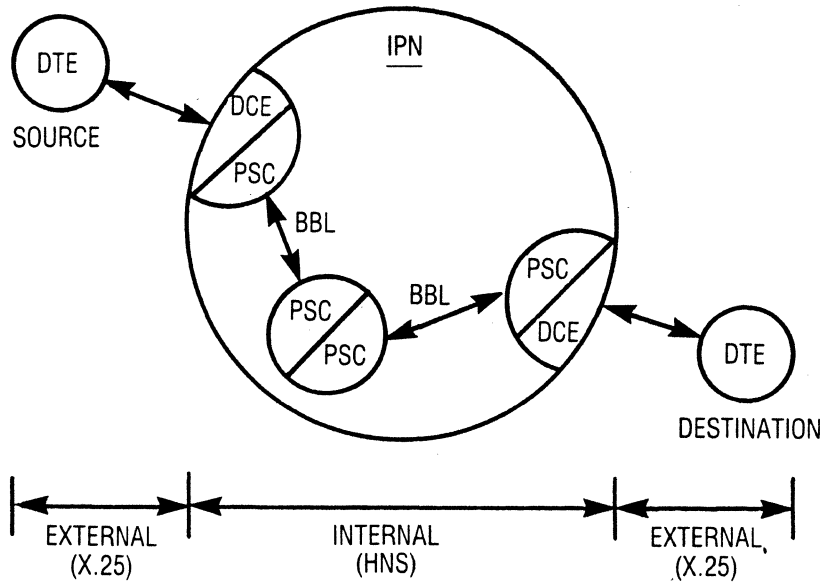 IPN
DTE
SOURCE
DCE
PSC
BBL
PSC
PSC
BBL
PSC
DCE
DTE
DESTINATION
EXTERNAL
(X.25)
INTERNAL
(HNS)
EXTERNAL
(X.25)